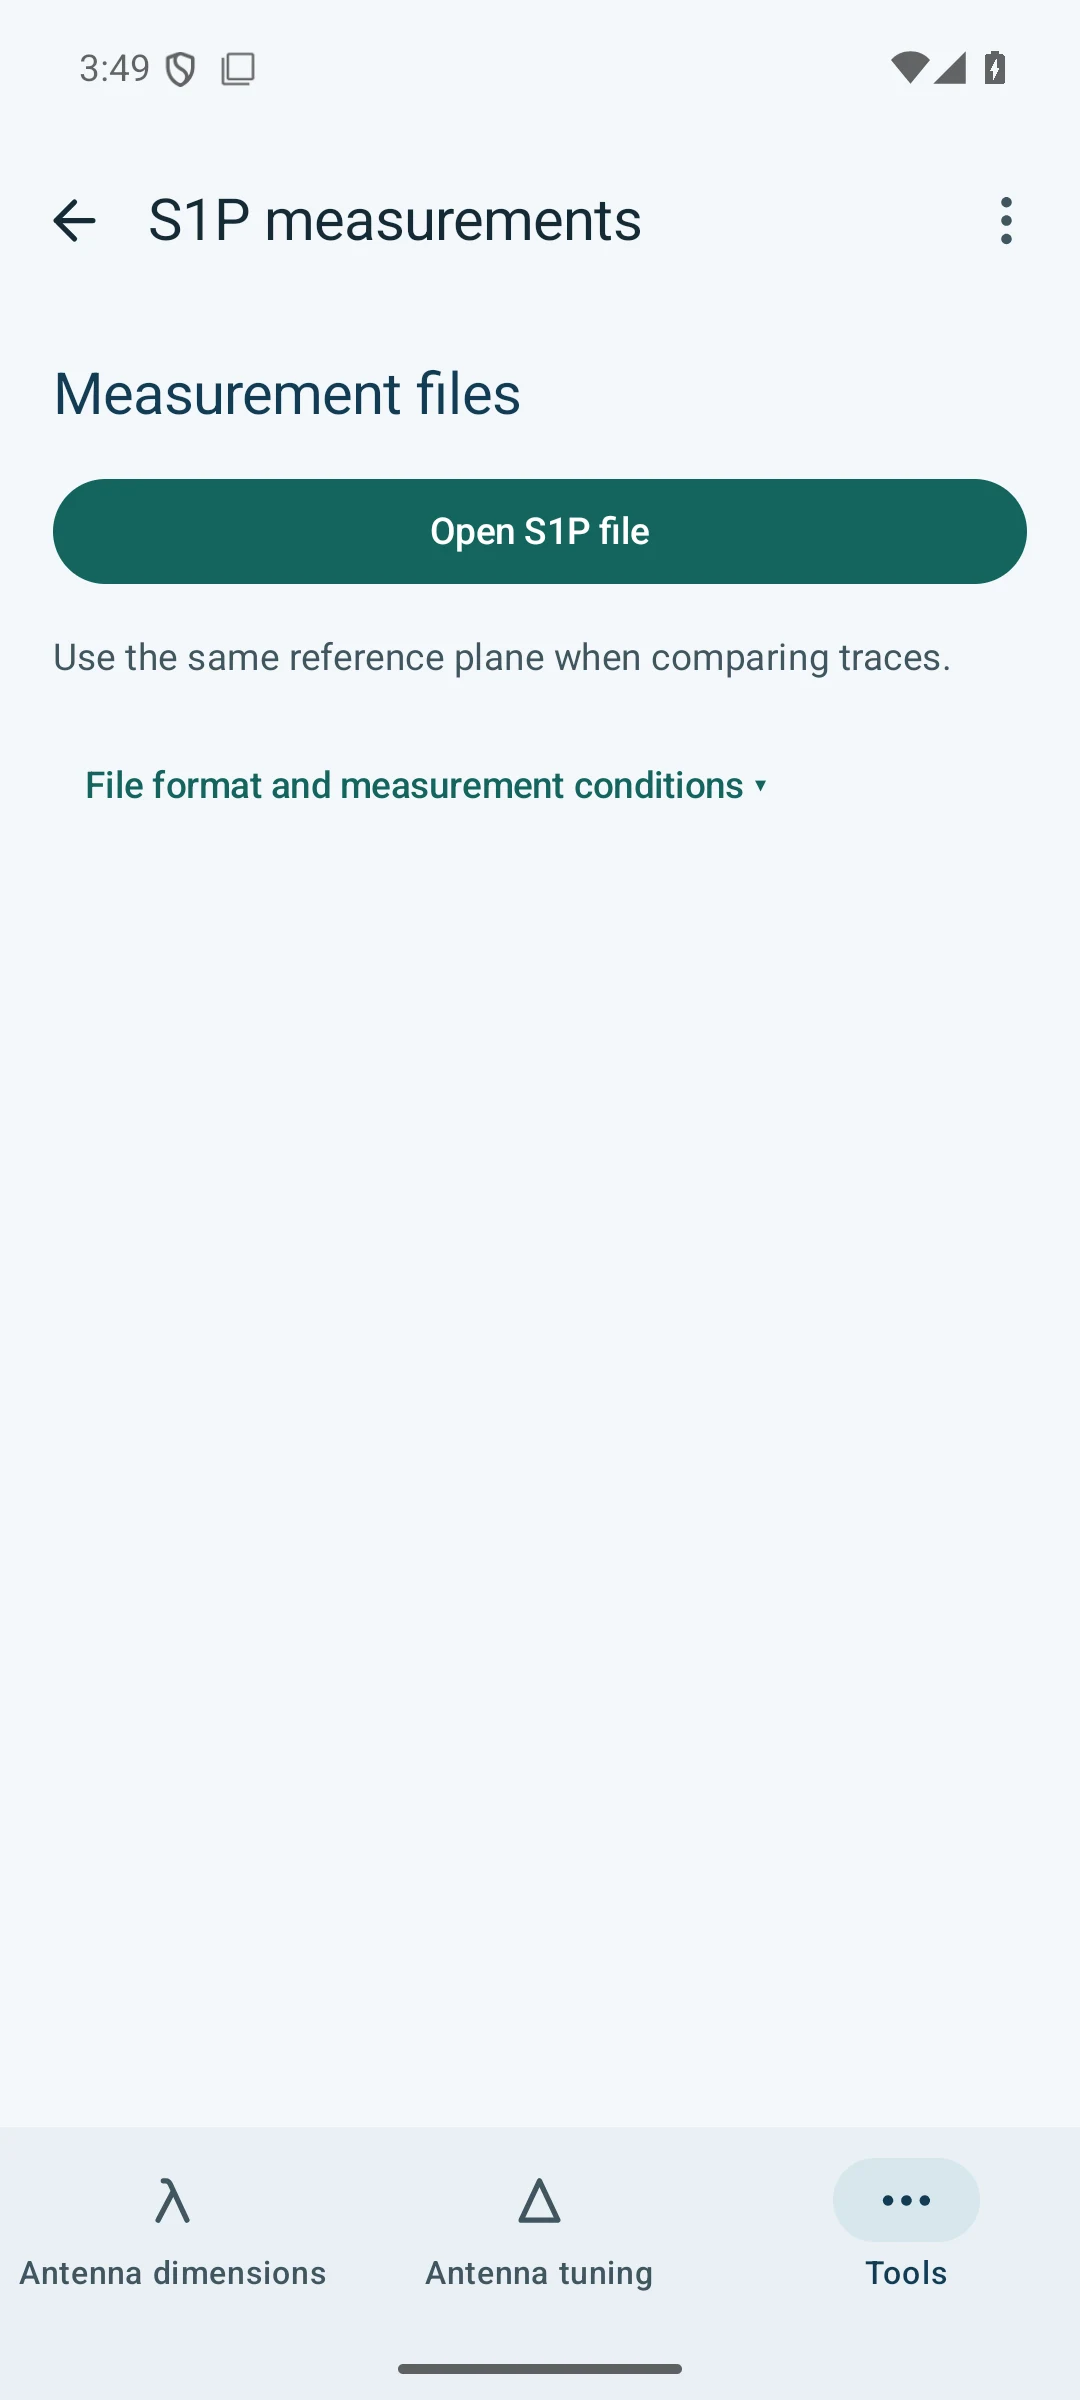 3:49
S1P measurements
Measurement files
Open S1P file
Use the same reference plane when comparing traces.
File format and measurement conditions ▾
λ
Δ
Antenna dimensions
Antenna tuning
Tools